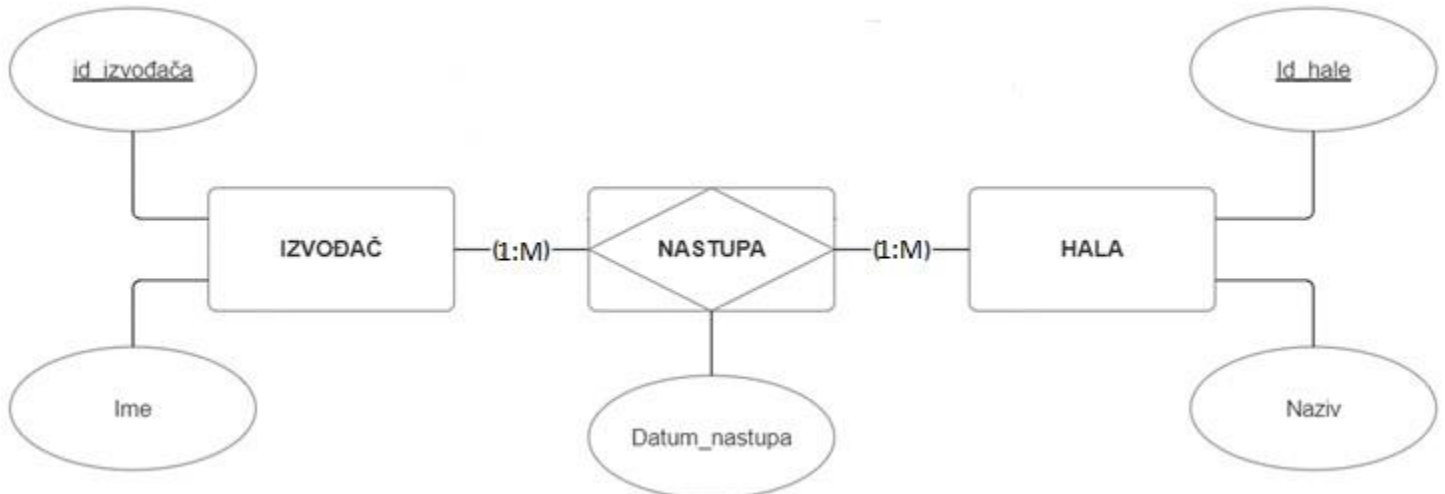 id_izvođača
Id_hale
IZVOĐAČ
(1:M)
NASTUPA
(1:M)
HALA
Ime
Datum_nastupa
Naziv